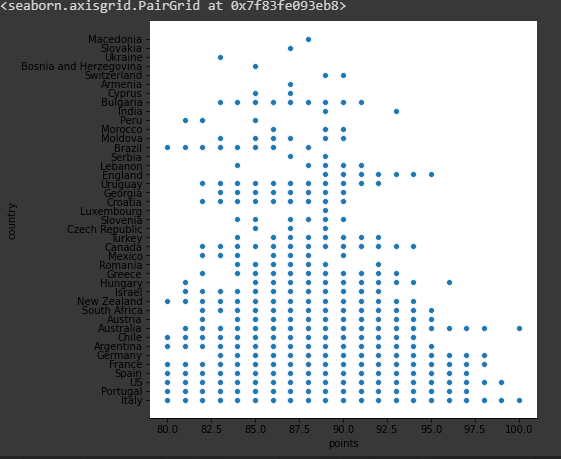 <seaborn.axisgrid.PairGrid at 0x7f83fe093eb8>
Macedonia
Slovakia
Ukraine
Bosnia and Herzegovina
Switzerland
Armenia
Cyprus
Bulgaria
India
Peru
Morocco
Moldova
Brazil
Serbia
Lebanon
England
Uruguay
Georgia
Croatia
Luxembourg
Slovenia
Czech Republic
Turkey
Canada
Mexico
Romania
Greece
Hungary
Israel
New Zealand
South Africa
Austria
Australia
Chile
Argentina
Germany
France
Spain
US
Portugal
Italy
country
80.0 82.5 85.0 87.5 90.0 92.5 95.0 97.5 100.0
points